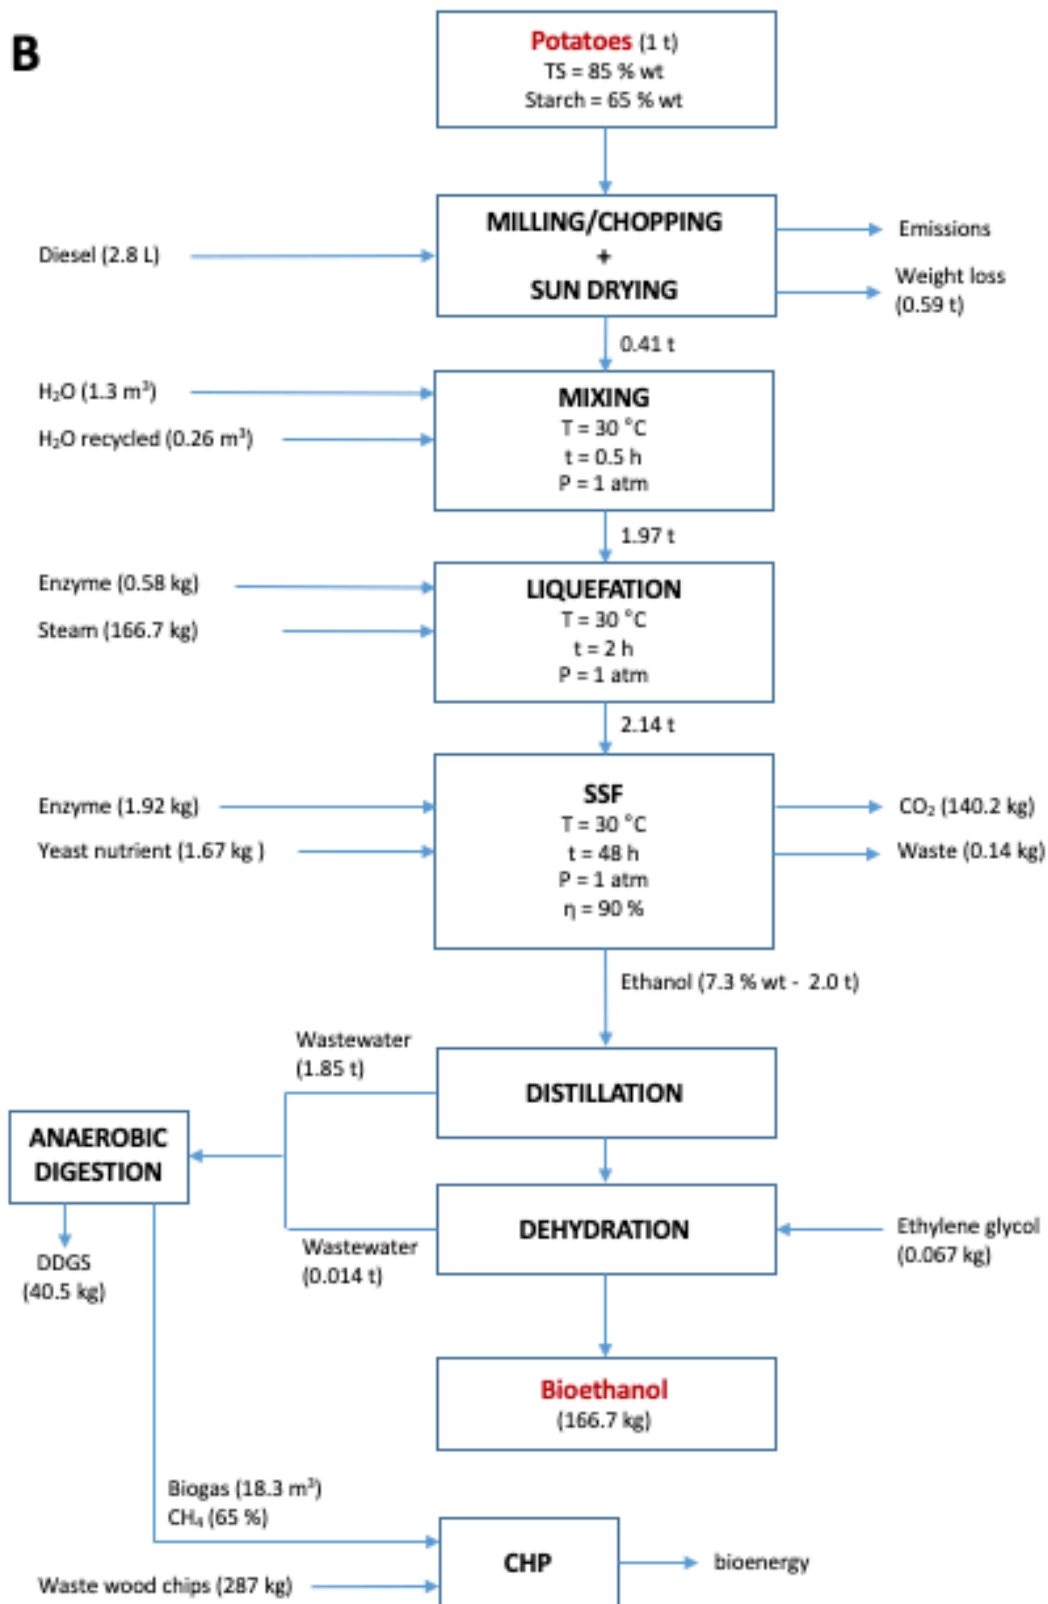 B
Potatoes (1 t)
TS = 85 % wt
Starch = 65 % wt
MILLING/CHOPPING
+
SUN DRYING
Diesel (2.8 L)
Emissions
Weight loss
(0.59 t)
0.41 t
H₂O (1.3 m³)
H₂O recycled (0.26 m³)
MIXING
T = 30 °C
t = 0.5 h
P = 1 atm
1.97 t
Enzyme (0.58 kg)
Steam (166.7 kg)
LIQUEFATION
T = 30 °C
t = 2 h
P = 1 atm
2.14 t
Enzyme (1.92 kg)
Yeast nutrient (1.67 kg )
SSF
T = 30 °C
t = 48 h
P = 1 atm
η = 90 %
CO₂ (140.2 kg)
Waste (0.14 kg)
Ethanol (7.3 % wt - 2.0 t)
Wastewater
(1.85 t)
DISTILLATION
ANAEROBIC
DIGESTION
DEHYDRATION
Ethylene glycol
(0.067 kg)
Wastewater
(0.014 t)
DDGS
(40.5 kg)
Bioethanol
(166.7 kg)
Biogas (18.3 m³)
CH₄ (65 %)
Waste wood chips (287 kg)
CHP
bioenergy